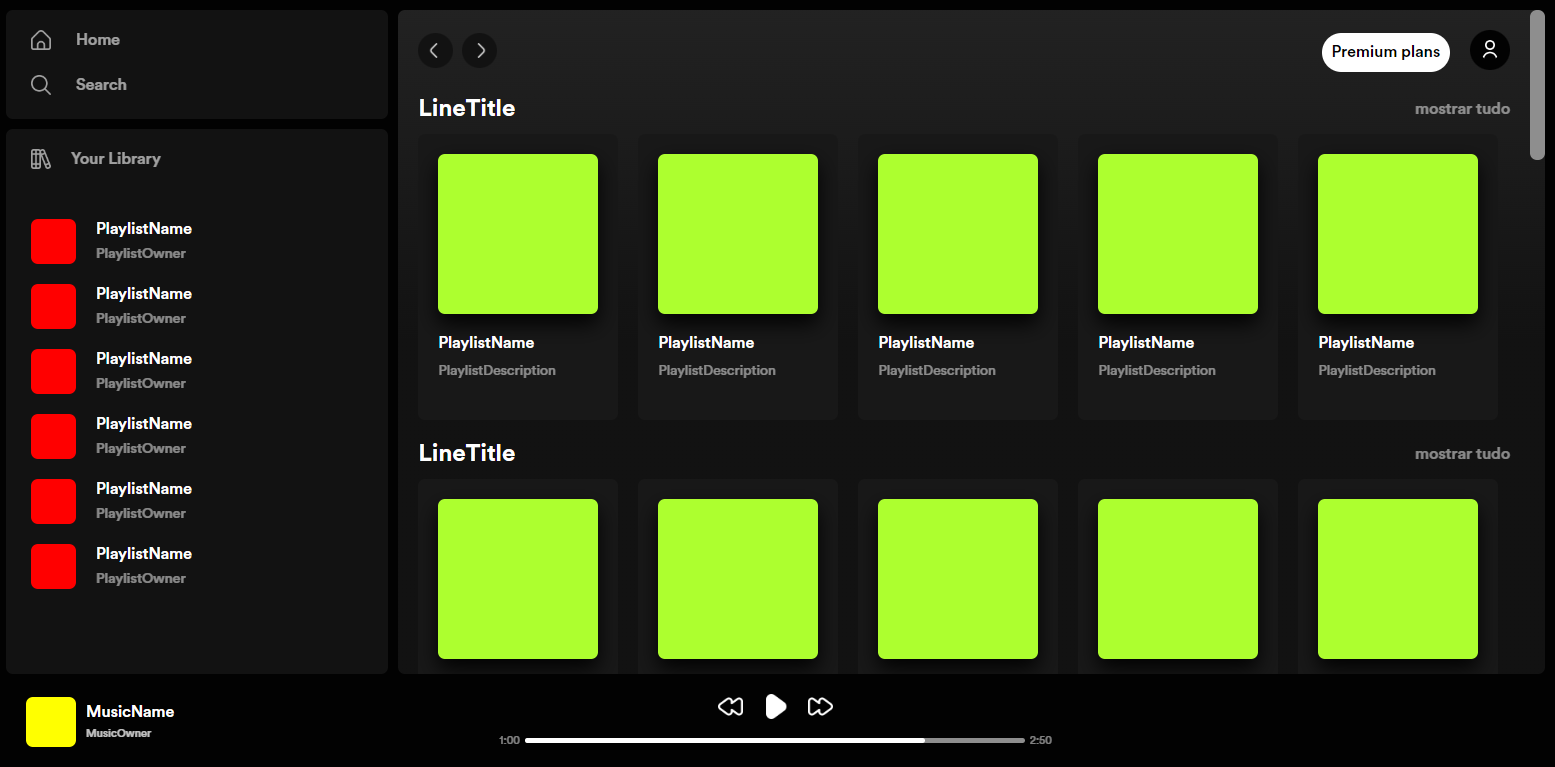 Home
Search
Your Library
PlaylistName
PlaylistOwner
PlaylistName
PlaylistOwner
PlaylistName
PlaylistOwner
PlaylistName
PlaylistOwner
PlaylistName
PlaylistOwner
PlaylistName
PlaylistOwner
Premium plans
LineTitle
mostrar tudo
PlaylistName
PlaylistDescription
PlaylistName
PlaylistDescription
PlaylistName
PlaylistDescription
PlaylistName
PlaylistDescription
PlaylistName
PlaylistDescription
LineTitle
mostrar tudo
MusicName
MusicOwner
1:00
2:50